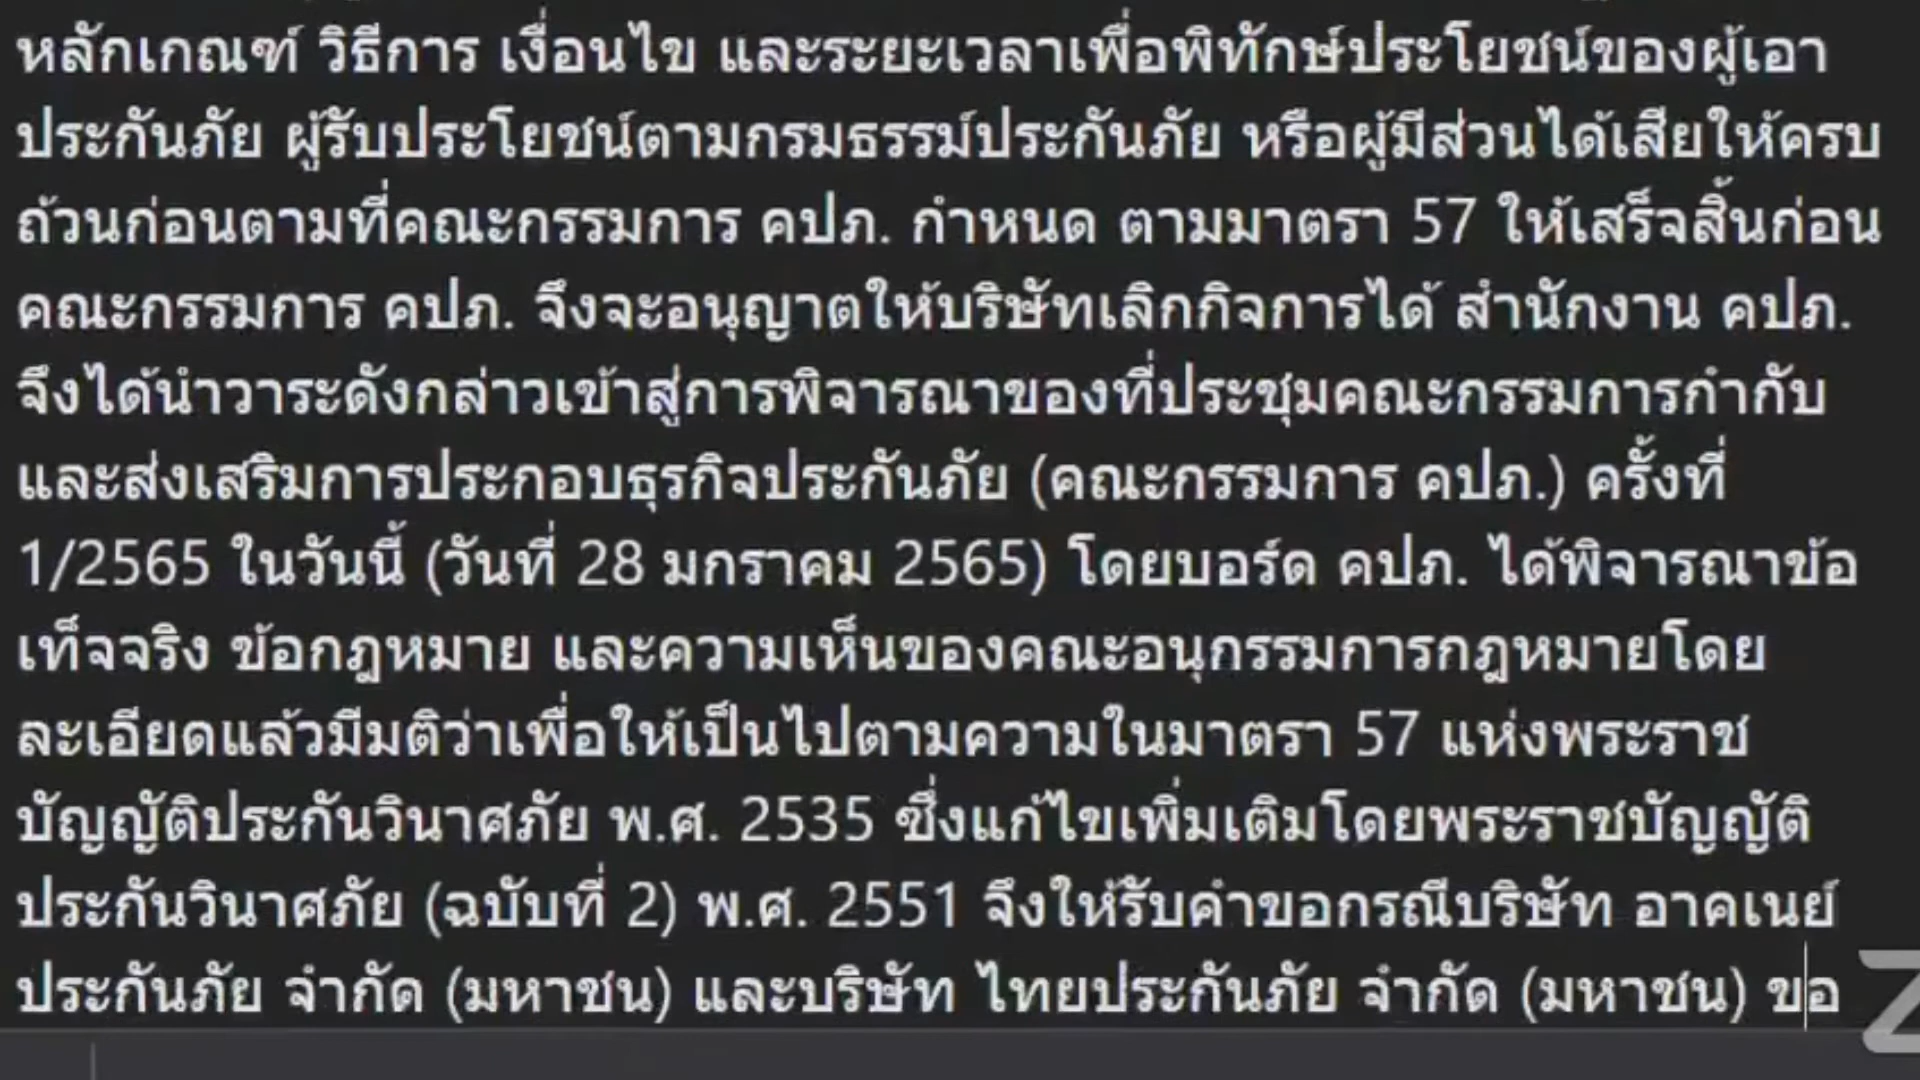 หลักเกณฑ์ วิธีการ เงื่อนไข และระยะเวลาเพื่อพิทักษ์ประโยชน์ของผู้เอา
ประกันภัย ผู้รับประโยชน์ตามกรมธรรม์ประกันภัย หรือผู้มีส่วนได้เสียให้ครบ
ถ้วนก่อนตามที่คณะกรรมการ คปภ. กำหนด ตามมาตรา 57 ให้เสร็จสิ้นก่อน
คณะกรรมการ คปภ. จึงจะอนุญาตให้บริษัทเลิกกิจการได้ สำนักงาน คปภ.
จึงได้นำวาระดังกล่าวเข้าสู่การพิจารณาของที่ประชุมคณะกรรมการกำกับ
และส่งเสริมการประกอบธุรกิจประกันภัย (คณะกรรมการ คปภ.) ครั้งที่
1/2565 ในวันนี้ (วันที่ 28 มกราคม 2565) โดยบอร์ด คปภ. ได้พิจารณาข้อ
เท็จจริง ข้อกฎหมาย และความเห็นของคณะอนุกรรมการกฎหมายโดย
ละเอียดแล้วมีมติว่าเพื่อให้เป็นไปตามความในมาตรา 57 แห่งพระราช
บัญญัติประกันวินาศภัย พ.ศ. 2535 ซึ่งแก้ไขเพิ่มเติมโดยพระราชบัญญัติ
ประกันวินาศภัย (ฉบับที่ 2) พ.ศ. 2551 จึงให้รับคำขอกรณีบริษัท อาคเนย์
ประกันภัย จำกัด (มหาชน) และบริษัท ไทยประกันภัย จำกัด (มหาชน) ขอ